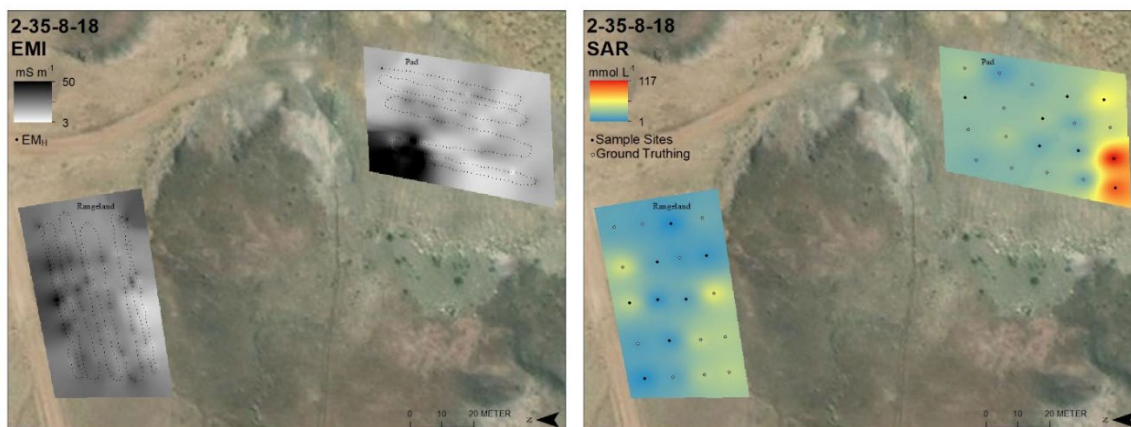 2-35-8-18
EMI
mS m⁻¹
50
3
• EMH
Pad
Rangeland
0 10 20 METER
Z
2-35-8-18
SAR
mmol L⁻¹
117
1
•Sample Sites
○Ground Truthing
Pad
Rangeland
0 10 20 METER
Z